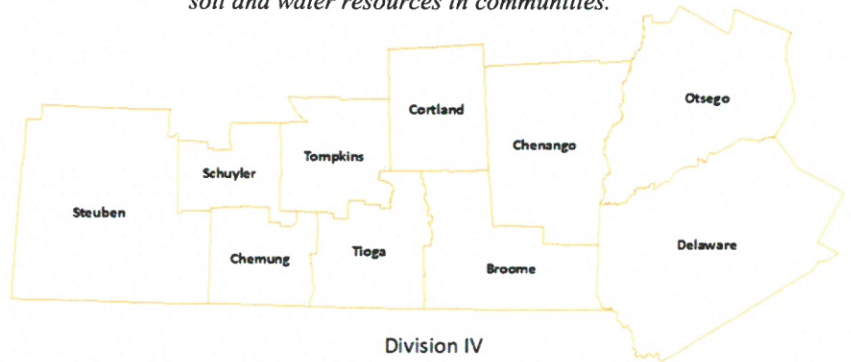 soil and water resources in communities.
Otsego
Cortland
Chenango
Tompkins
Schuyler
Steuben
Delaware
Tioga
Chemung
Broome
Division IV